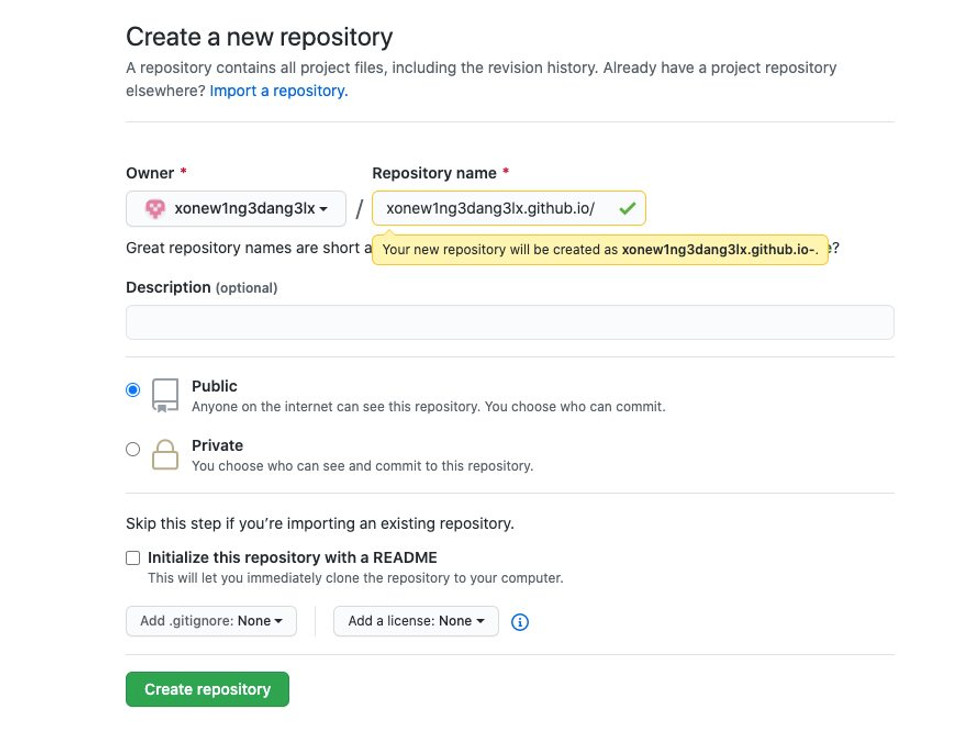 Create a new repository
A repository contains all project files, including the revision history. Already have a project repository
elsewhere? Import a repository.
Owner * Repository name *
xonew1ng3dang3lx / xonew1ng3dang3lx.github.io/
Great repository names are short a ?
Your new repository will be created as xonew1ng3dang3lx.github.io-.
Description (optional)
Public
Anyone on the internet can see this repository. You choose who can commit.
Private
You choose who can see and commit to this repository.
Skip this step if you’re importing an existing repository.
Initialize this repository with a README
This will let you immediately clone the repository to your computer.
Add .gitignore: None Add a license: None
Create repository